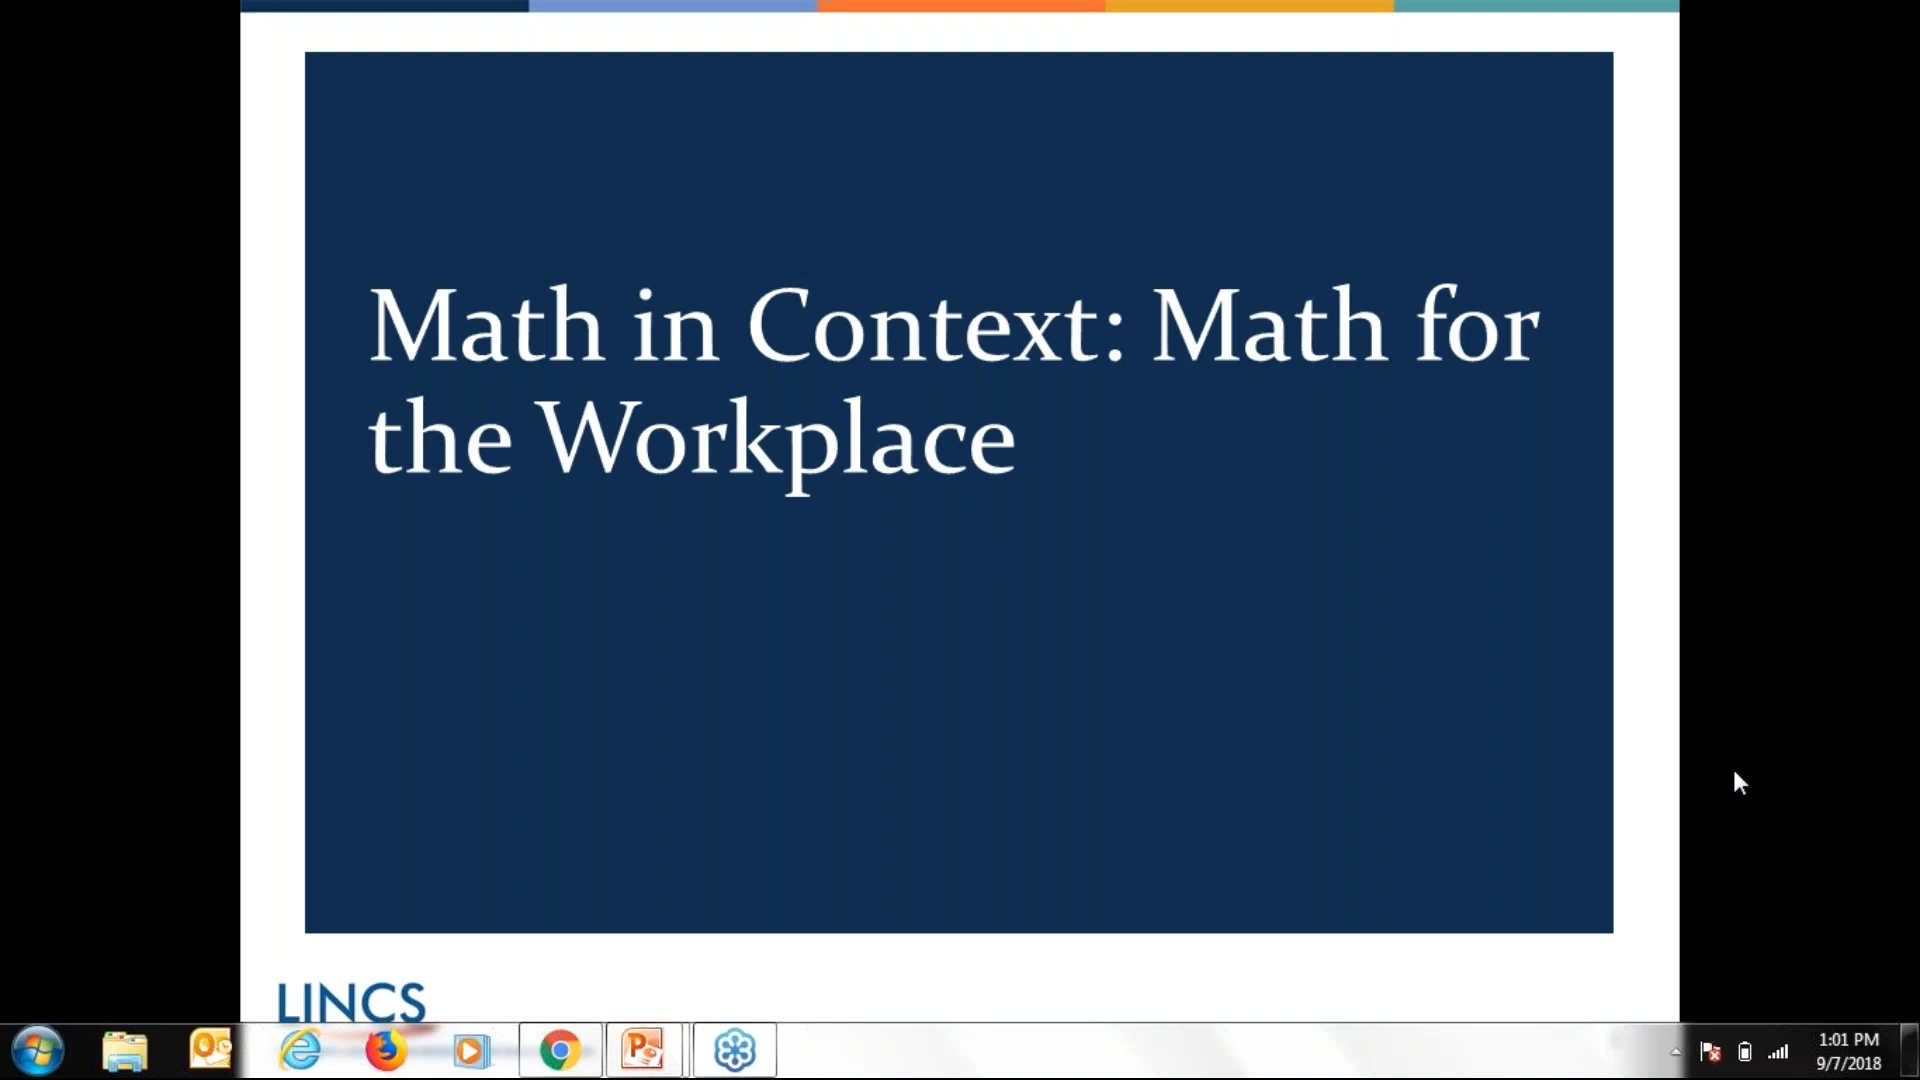 Math in Context: Math for
the Workplace
LINCS
1:01 PM
9/7/2018